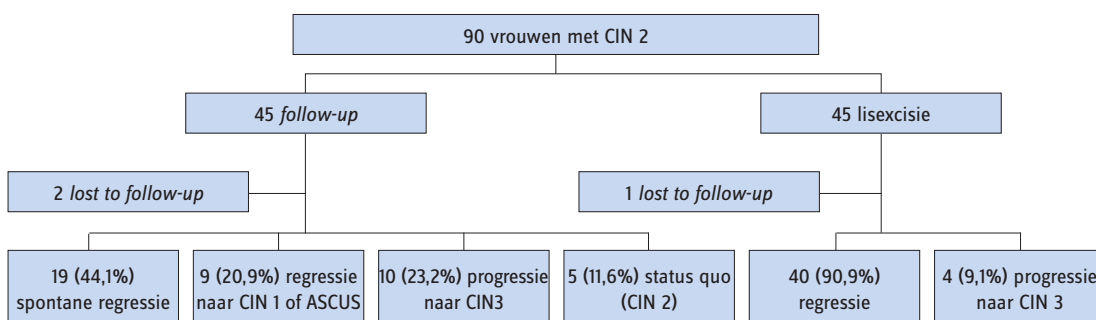 90 vrouwen met CIN 2
45 follow-up
45 lisexcisie
2 lost to follow-up
1 lost to follow-up
19 (44,1%)
spontane regressie
9 (20,9%) regressie
naar CIN 1 of ASCUS
10 (23,2%) progressie
naar CIN3
5 (11,6%) status quo
(CIN 2)
40 (90,9%)
regressie
4 (9,1%) progressie
naar CIN 3